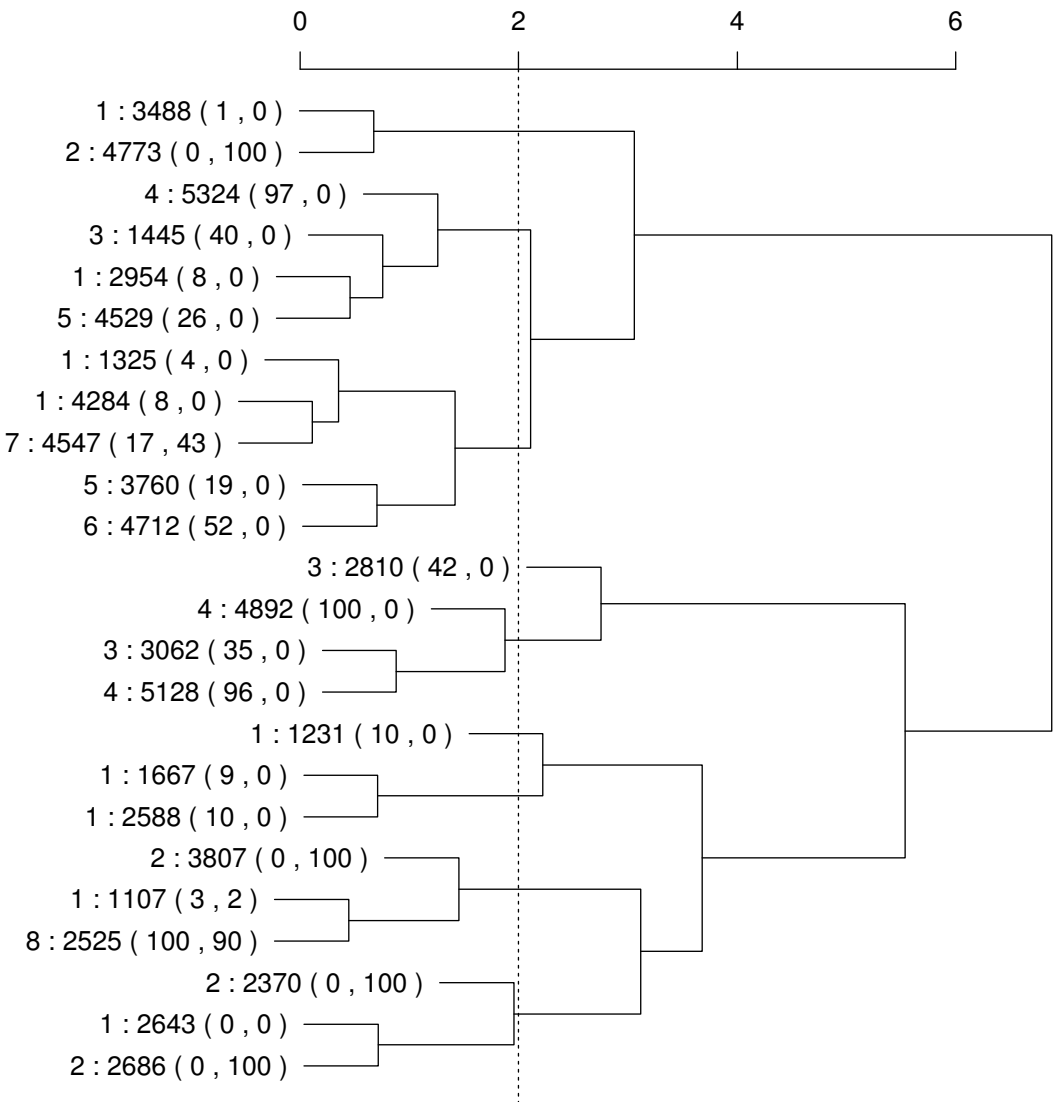 0 2 4 6
1 : 3488 ( 1 , 0 )
2 : 4773 ( 0 , 100 )
4 : 5324 ( 97 , 0 )
3 : 1445 ( 40 , 0 )
1 : 2954 ( 8 , 0 )
5 : 4529 ( 26 , 0 )
1 : 1325 ( 4 , 0 )
1 : 4284 ( 8 , 0 )
7 : 4547 ( 17 , 43 )
5 : 3760 ( 19 , 0 )
6 : 4712 ( 52 , 0 )
3 : 2810 ( 42 , 0 )
4 : 4892 ( 100 , 0 )
3 : 3062 ( 35 , 0 )
4 : 5128 ( 96 , 0 )
1 : 1231 ( 10 , 0 )
1 : 1667 ( 9 , 0 )
1 : 2588 ( 10 , 0 )
2 : 3807 ( 0 , 100 )
1 : 1107 ( 3 , 2 )
8 : 2525 ( 100 , 90 )
2 : 2370 ( 0 , 100 )
1 : 2643 ( 0 , 0 )
2 : 2686 ( 0 , 100 )